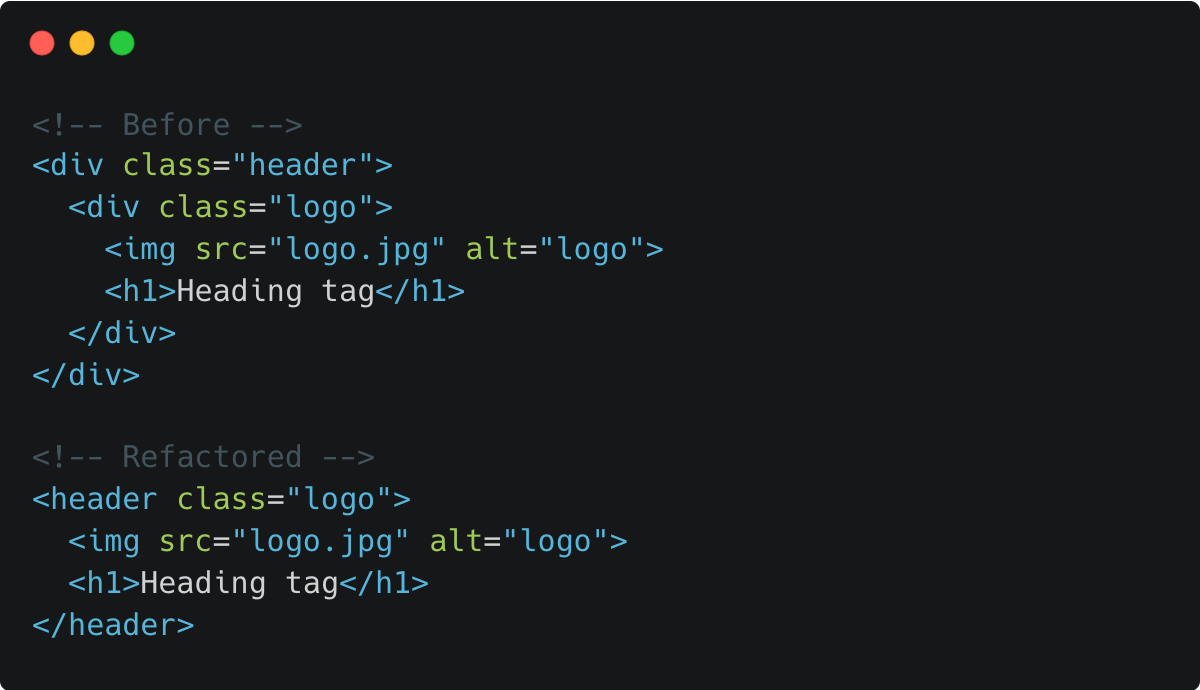 <!-- Before -->
<div class="header">
  <div class="logo">
    <img src="logo.jpg" alt="logo">
    <h1>Heading tag</h1>
  </div>
</div>

<!-- Refactored -->
<header class="logo">
  <img src="logo.jpg" alt="logo">
  <h1>Heading tag</h1>
</header>